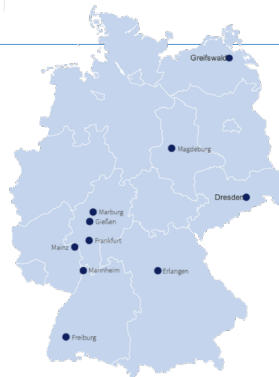 Greifswald
Magdeburg
Dresden
Marburg
Gießen
Frankfurt
Mainz
Mannheim
Erlangen
Freiburg